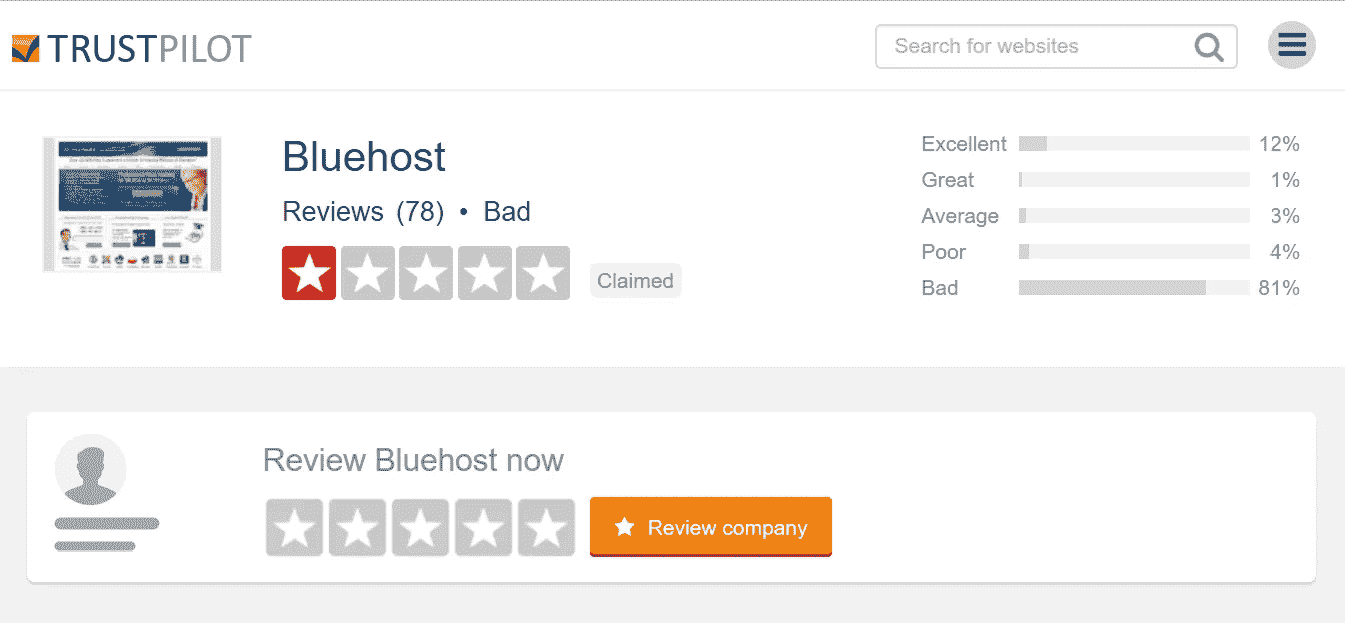 TRUSTPILOT
Search for websites
Bluehost
Reviews (78) • Bad
Claimed
Excellent 12%
Great 1%
Average 3%
Poor 4%
Bad 81%
Review Bluehost now
Review company